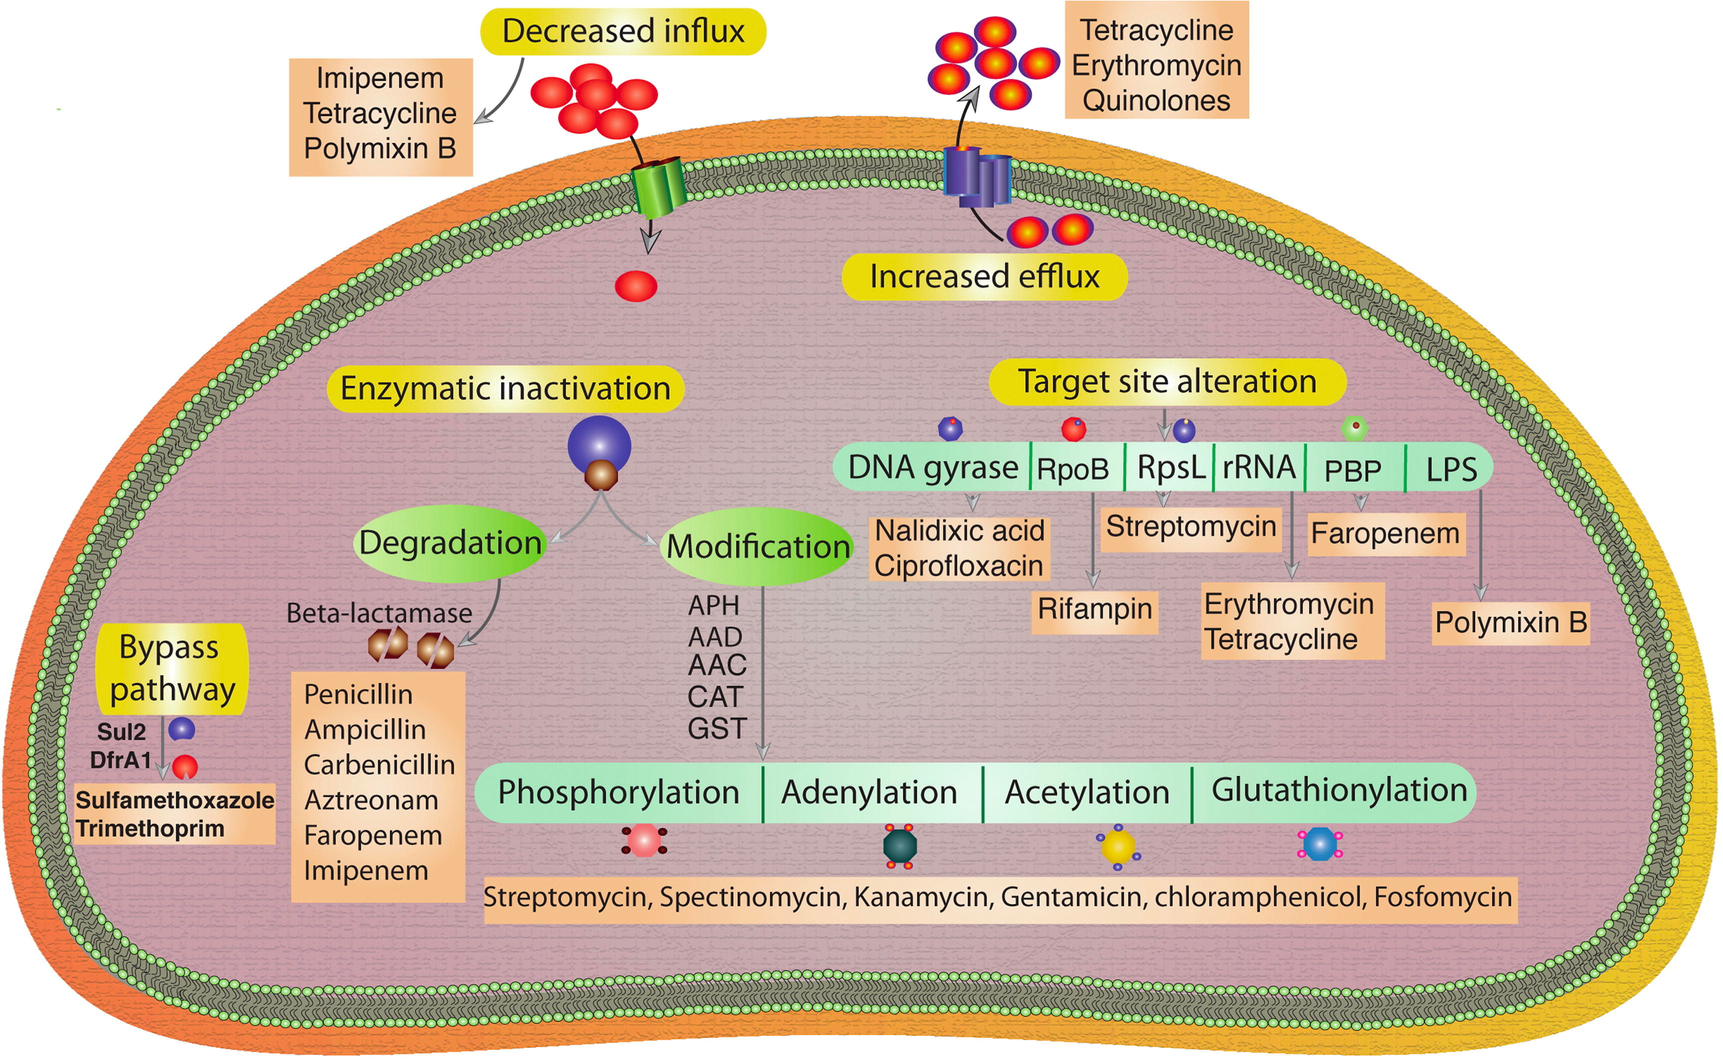 Decreased influx
Imipenem
Tetracycline
Polymixin B
Tetracycline
Erythromycin
Quinolones
Increased efflux
Enzymatic inactivation
Degradation
Modification
Beta-lactamase
Penicillin
Ampicillin
Carbenicillin
Aztreonam
Faropenem
Imipenem
APH
AAD
AAC
CAT
GST
Phosphorylation
Adenylation
Acetylation
Glutathionylation
Streptomycin, Spectinomycin, Kanamycin, Gentamicin, chloramphenicol, Fosfomycin
Target site alteration
DNA gyrase
RpoB
RpsL
rRNA
PBP
LPS
Nalidixic acid
Ciprofloxacin
Rifampin
Streptomycin
Erythromycin
Tetracycline
Faropenem
Polymixin B
Bypass
pathway
Sul2
DfrA1
Sulfamethoxazole
Trimethoprim